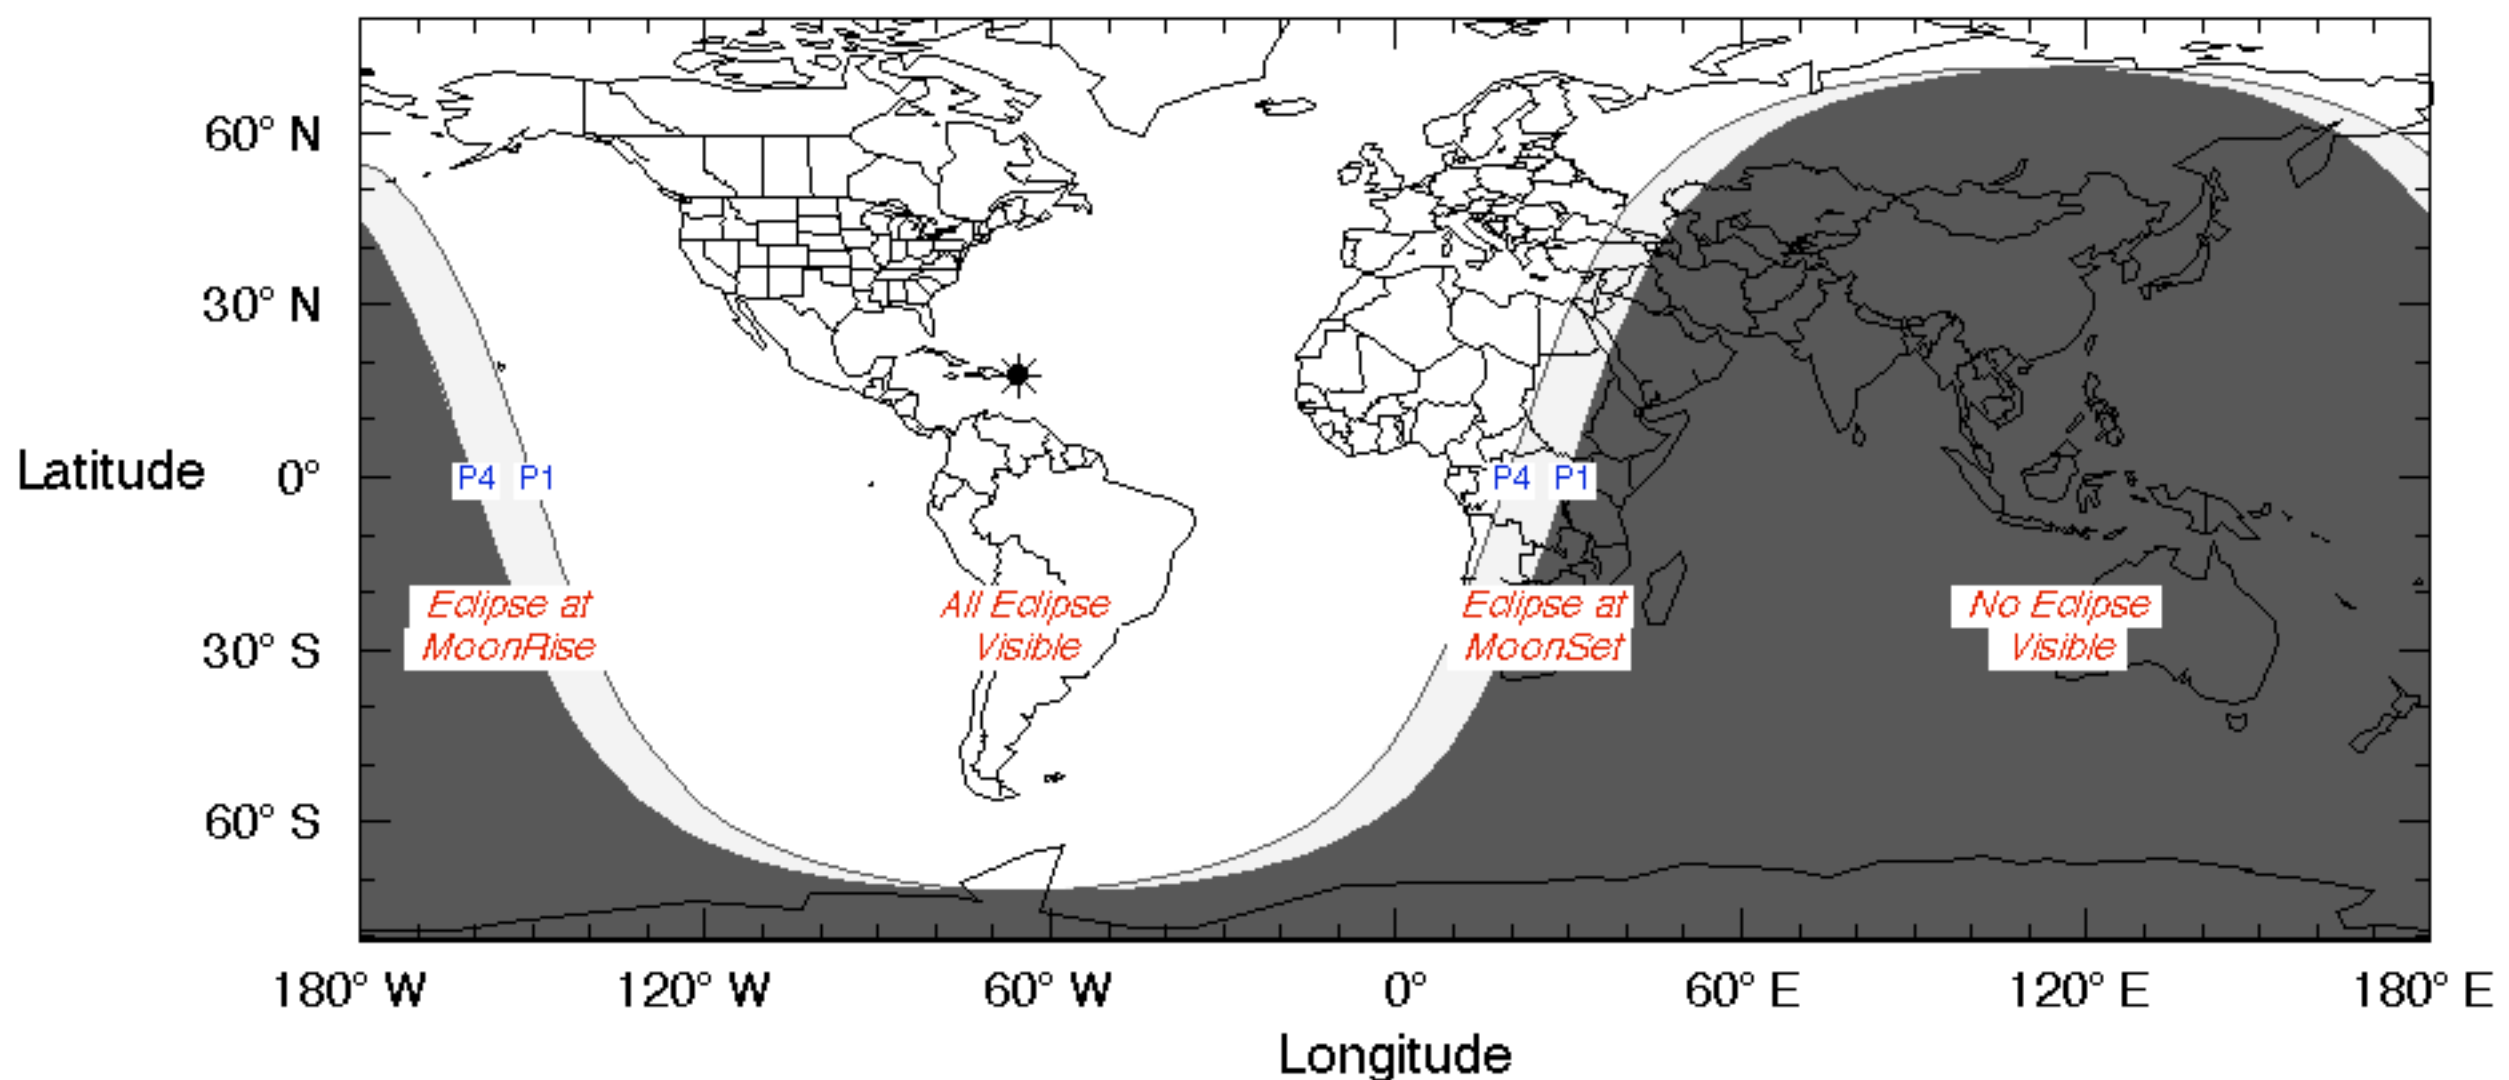 60° N
30° N
Latitude 0°
P4 P1 P4 P1
Eclipse at All Eclipse Eclipse at No Eclipse
MoonRise Visible MoonSet Visible
30° S
60° S
180° W 120° W 60° W 0° 60° E 120° E 180° E
Longitude